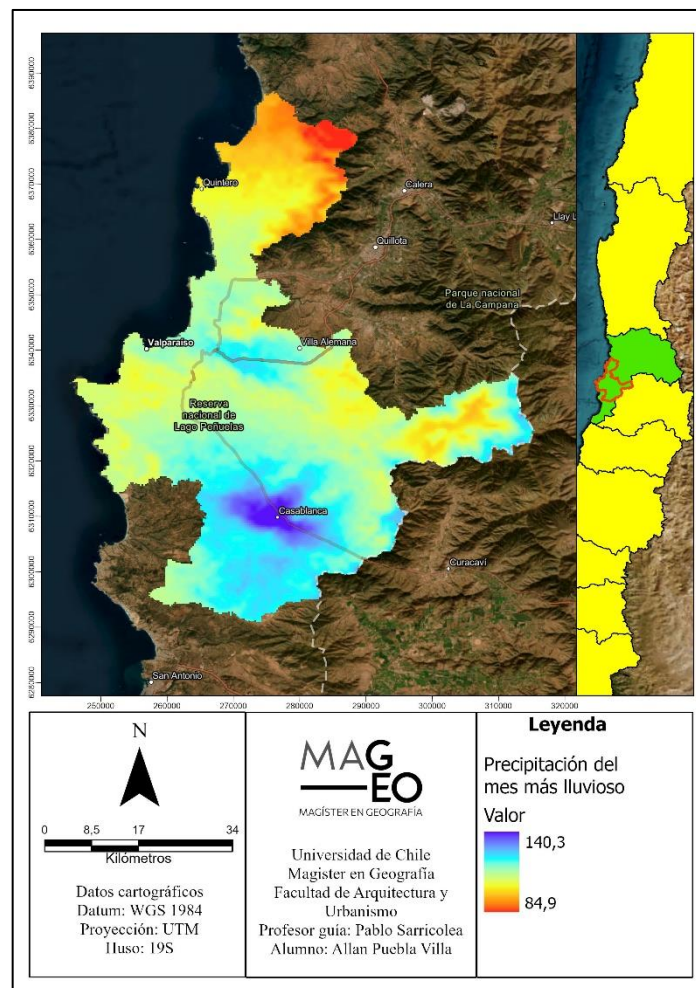 6390000
6380000
6370000
6360000
6350000
6340000
6330000
6320000
6310000
6300000
6290000
6280000
Quintero
Calera
Llay L
Quillota
Parque nacional
de La Campana
Valparaíso
Villa Alemana
Reserva
nacional de
Lago Peñuelas
Casablanca
Curacaví
San Antonio
250000
260000
270000
280000
290000
300000
310000
320000
N
0 8,5 17 34
Kilómetros
Datos cartográficos
Datum: WGS 1984
Proyección: UTM
Huso: 19S
MAG
EO
MAGÍSTER EN GEOGRAFÍA
Universidad de Chile
Magister en Geografía
Facultad de Arquitectura y
Urbanismo
Profesor guía: Pablo Sarricolea
Alumno: Allan Puebla Villa
Leyenda
Precipitación del
mes más lluvioso
Valor
140,3
84,9